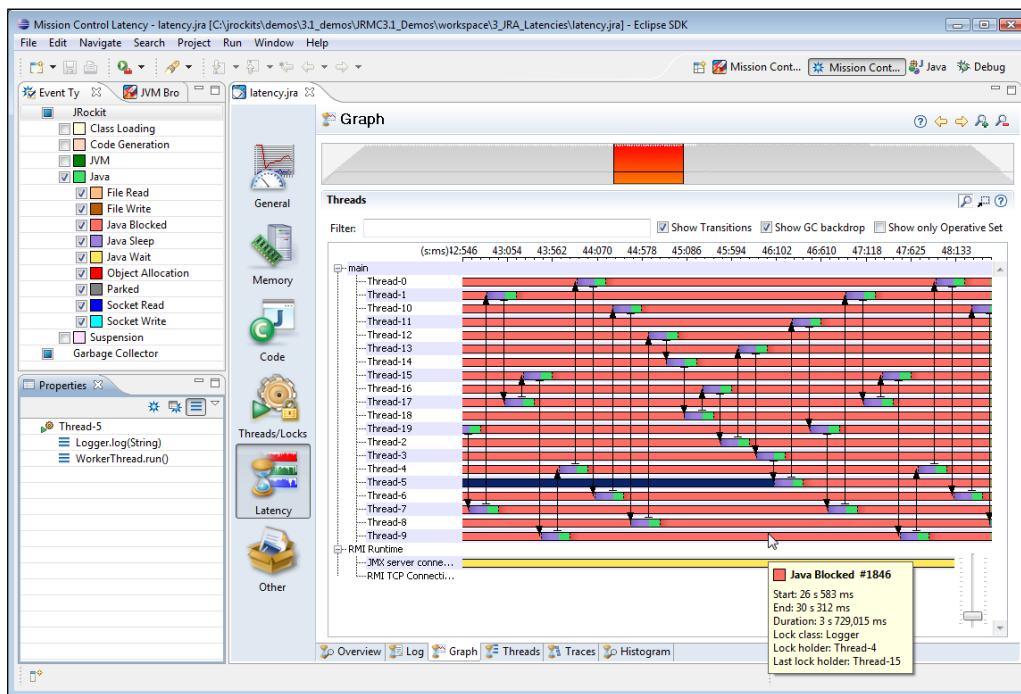 Mission Control Latency - latency.jra [C:\jrockits\demos\3.1_demos\JRMC3.1_Demos\workspace\3_JRA_Latencies\latency.jra] - Eclipse SDK
File Edit Navigate Search Project Run Window Help
Mission Cont... Mission Cont... Java Debug
Event Ty JVM Bro
JRockit
Class Loading
Code Generation
JVM
Java
File Read
File Write
Java Blocked
Java Sleep
Java Wait
Object Allocation
Parked
Socket Read
Socket Write
Suspension
Garbage Collector
Properties
Thread-5
Logger.log(String)
WorkerThread.run()
latency.jra
General
Memory
Code
Threads/Locks
Latency
Other
Graph
Threads
Filter: Show Transitions Show GC backdrop Show only Operative Set
(s:ms)12:546 43:054 43:562 44:070 44:578 45:086 45:594 46:102 46:610 47:118 47:625 48:133
main
Thread-0
Thread-1
Thread-10
Thread-11
Thread-12
Thread-13
Thread-14
Thread-15
Thread-16
Thread-17
Thread-18
Thread-19
Thread-2
Thread-3
Thread-4
Thread-5
Thread-6
Thread-7
Thread-8
Thread-9
RMI Runtime
JMX server conne...
RMI TCP Connecti...
Java Blocked #1846
Start: 26 s 583 ms
End: 30 s 312 ms
Duration: 3 s 729,015 ms
Lock class: Logger
Lock holder: Thread-4
Last lock holder: Thread-15
Overview Log Graph Threads Traces Histogram